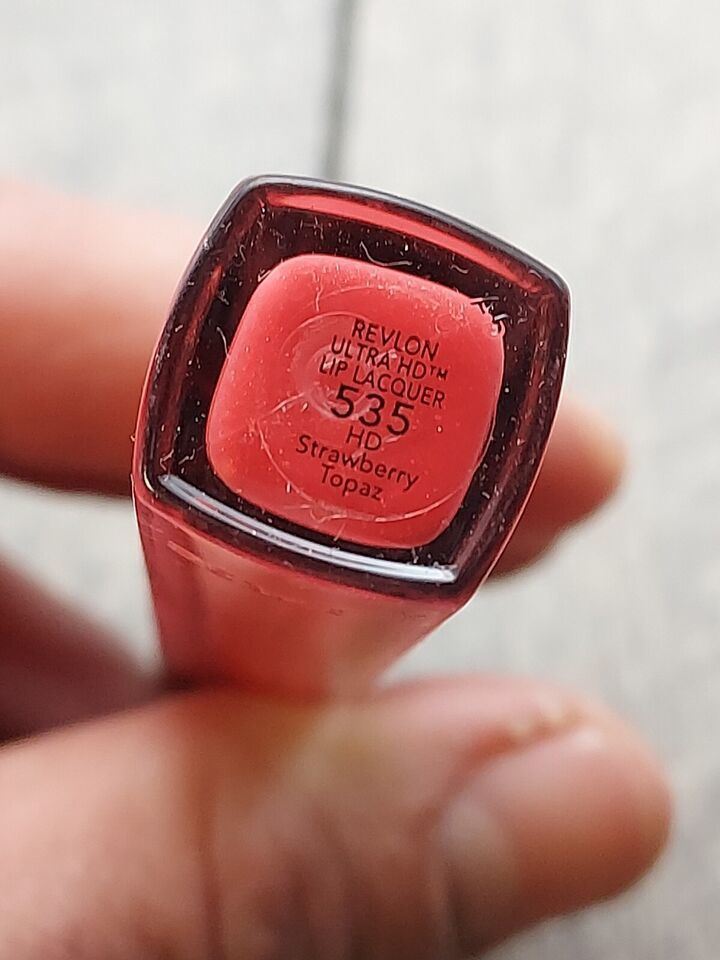 REVLON
ULTRA HD™
LIP LACQUER
535
HD
Strawberry
Topaz